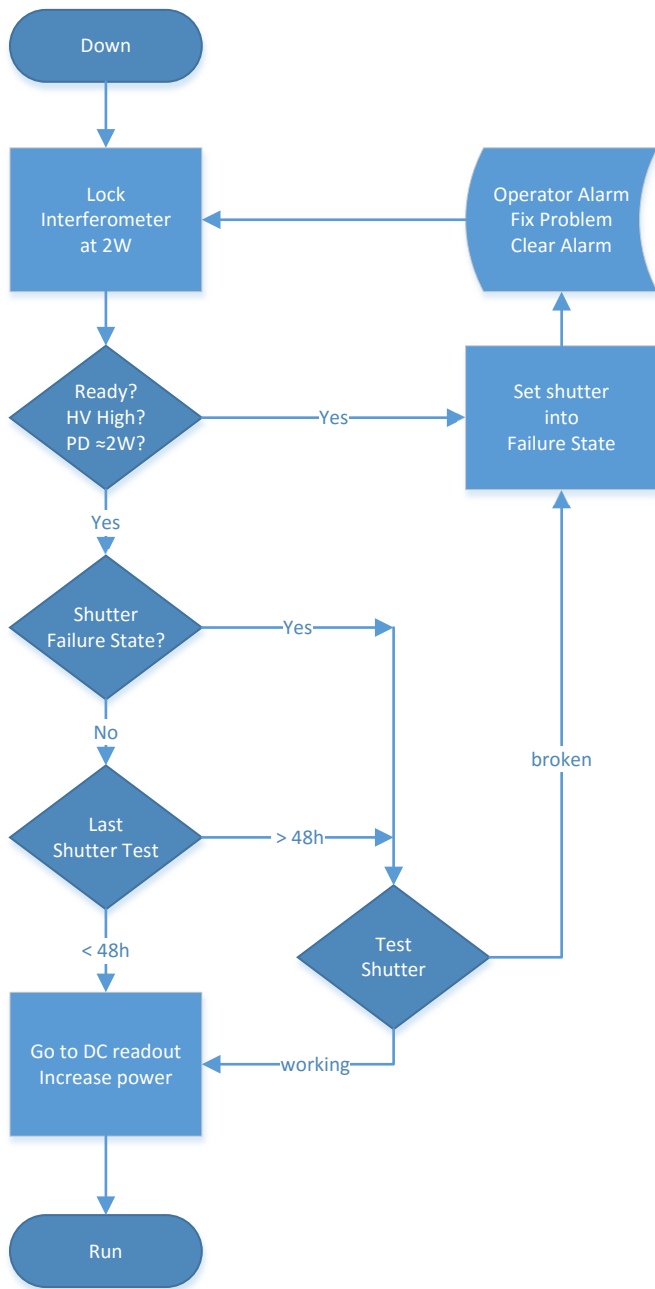 Down
Lock
Interferometer
at 2W
Operator Alarm
Fix Problem
Clear Alarm
Ready?
HV High?
PD ≈2W?
Yes
Set shutter
into
Failure State
Yes
Shutter
Failure State?
Yes
No
broken
Last
Shutter Test
> 48h
< 48h
Test
Shutter
Go to DC readout
Increase power
working
Run